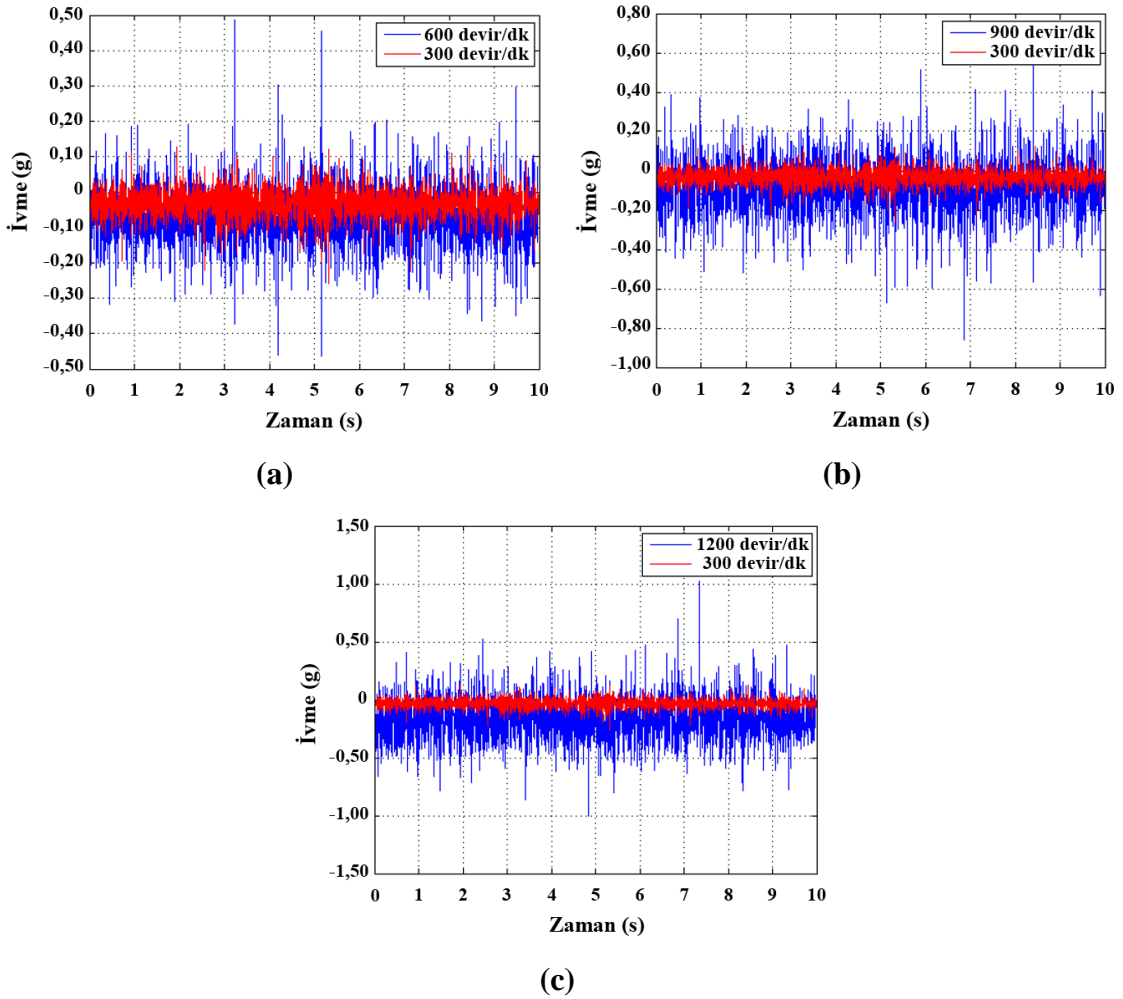 0,50
0,40
0,30
0,20
0,10
0
-0,10
-0,20
-0,30
-0,40
-0,50
İvme (g)
600 devir/dk
300 devir/dk
0 1 2 3 4 5 6 7 8 9 10
Zaman (s)
(a)
0,80
0,60
0,40
0,20
0
-0,20
-0,40
-0,60
-0,80
-1,00
İvme (g)
900 devir/dk
300 devir/dk
0 1 2 3 4 5 6 7 8 9 10
Zaman (s)
(b)
1,50
1,00
0,50
0
-0,50
-1,00
-1,50
İvme (g)
1200 devir/dk
300 devir/dk
0 1 2 3 4 5 6 7 8 9 10
Zaman (s)
(c)